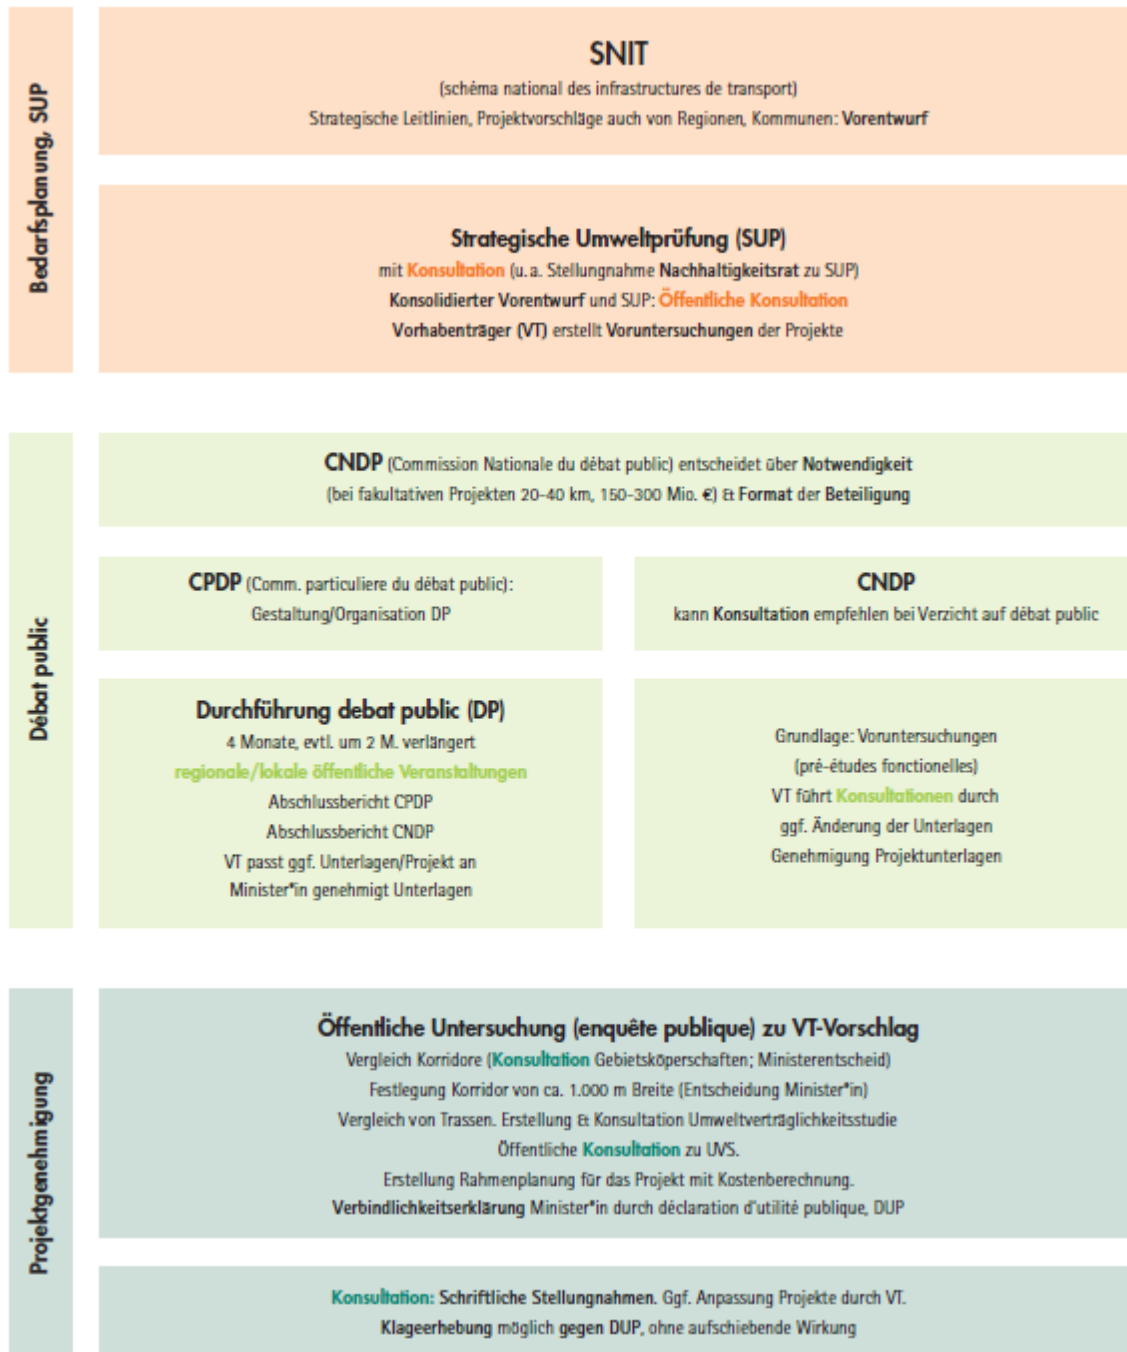 Bedarfsplanung, SUP
SNIT
(schéma national des infrastructures de transport)
Strategische Leitlinien, Projektvorschläge auch von Regionen, Kommunen: Vorentwurf
Strategische Umweltprüfung (SUP)
mit Konsultation (u. a. Stellungnahme Nachhaltigkeitsrat zu SUP)
Konsolidierter Vorentwurf und SUP: Öffentliche Konsultation
Vorhabenträger (VT) erstellt Voruntersuchungen der Projekte
Débat public
CNDP (Commission Nationale du débat public) entscheidet über Notwendigkeit
(bei fakultativen Projekten 20-40 km, 150-300 Mio. €) & Format der Beteiligung
CPDP (Comm. particuliere du débat public):
Gestaltung/Organisation DP
CNDP
kann Konsultation empfehlen bei Verzicht auf débat public
Durchführung debat public (DP)
4 Monate, evtl. um 2 M. verlängert
regionale/lokale öffentliche Veranstaltungen
Abschlussbericht CPDP
Abschlussbericht CNDP
VT passt ggf. Unterlagen/Projekt an
Minister*in genehmigt Unterlagen
Grundlage: Voruntersuchungen
(pré-études fonctionelles)
VT führt Konsultationen durch
ggf. Änderung der Unterlagen
Genehmigung Projektunterlagen
Projektgenehmigung
Öffentliche Untersuchung (enquête publique) zu VT-Vorschlag
Vergleich Korridore (Konsultation Gebietsköperschaften; Ministerentscheid)
Festlegung Korridor von ca. 1.000 m Breite (Entscheidung Minister*in)
Vergleich von Trassen. Erstellung & Konsultation Umweltverträglichkeitsstudie
Öffentliche Konsultation zu UVS.
Erstellung Rahmenplanung für das Projekt mit Kostenberechnung.
Verbindlichkeitserklärung Minister*in durch déclaration d'utilité publique, DUP
Konsultation: Schriftliche Stellungnahmen. Ggf. Anpassung Projekte durch VT.
Klageerhebung möglich gegen DUP, ohne aufschiebende Wirkung